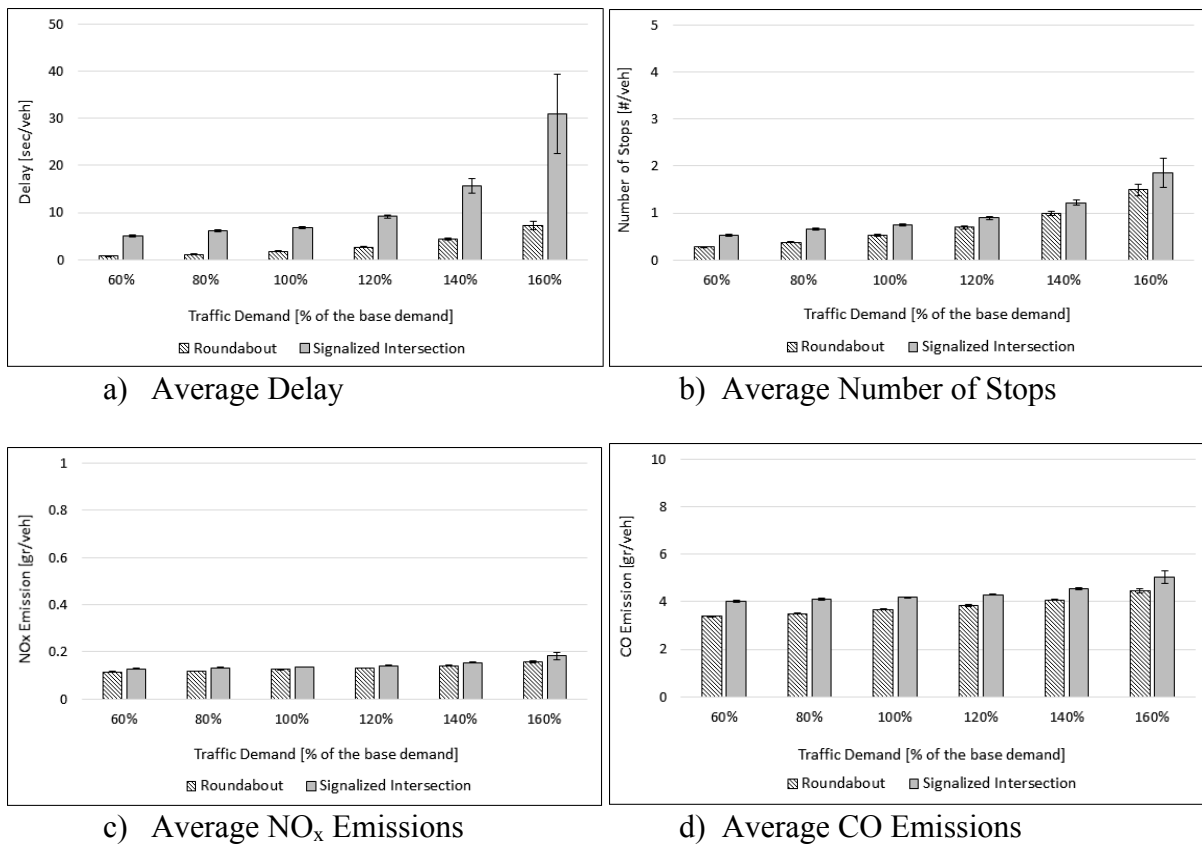 50
40
30
20
10
0
Delay [sec/veh]
60% 80% 100% 120% 140% 160%
Traffic Demand [% of the base demand]
Roundabout Signalized Intersection
a) Average Delay
5
4
3
2
1
0
Number of Stops [#/veh]
60% 80% 100% 120% 140% 160%
Traffic Demand [% of the base demand]
Roundabout Signalized Intersection
b) Average Number of Stops
1
0.8
0.6
0.4
0.2
0
NOx Emission [gr/veh]
60% 80% 100% 120% 140% 160%
Traffic Demand [% of the base demand]
Roundabout Signalized Intersection
c) Average NOx Emissions
10
8
6
4
2
0
CO Emission [gr/veh]
60% 80% 100% 120% 140% 160%
Traffic Demand [% of the base demand]
Roundabout Signalized Intersection
d) Average CO Emissions